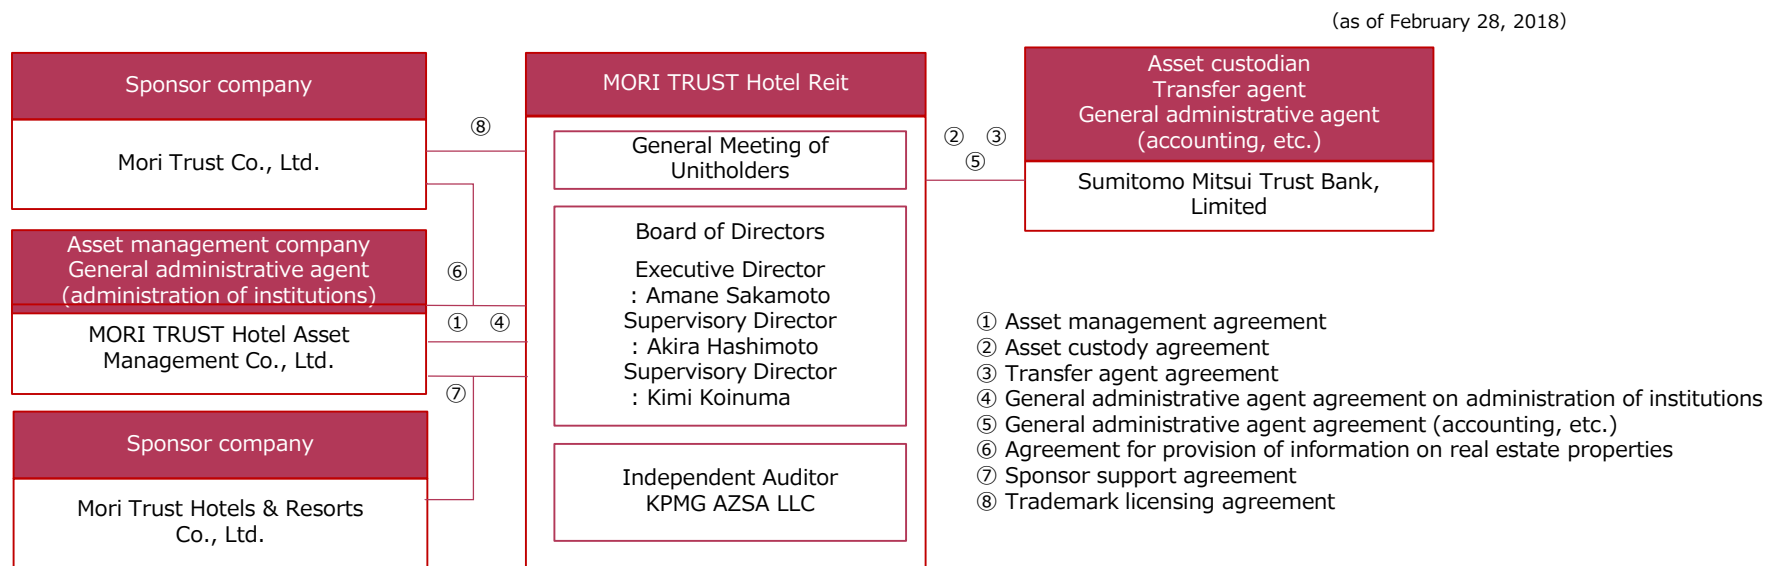 (as of February 28, 2018)
Sponsor company
Mori Trust Co., Ltd.
Asset management company
General administrative agent
(administration of institutions)
MORI TRUST Hotel Asset
Management Co., Ltd.
Sponsor company
Mori Trust Hotels & Resorts
Co., Ltd.
⑧
⑥
① ④
⑦
MORI TRUST Hotel Reit
General Meeting of
Unitholders
Board of Directors
Executive Director
: Amane Sakamoto
Supervisory Director
: Akira Hashimoto
Supervisory Director
: Kimi Koinuma
Independent Auditor
KPMG AZSA LLC
② ③
⑤
Asset custodian
Transfer agent
General administrative agent
(accounting, etc.)
Sumitomo Mitsui Trust Bank,
Limited
① Asset management agreement
② Asset custody agreement
③ Transfer agent agreement
④ General administrative agent agreement on administration of institutions
⑤ General administrative agent agreement (accounting, etc.)
⑥ Agreement for provision of information on real estate properties
⑦ Sponsor support agreement
⑧ Trademark licensing agreement